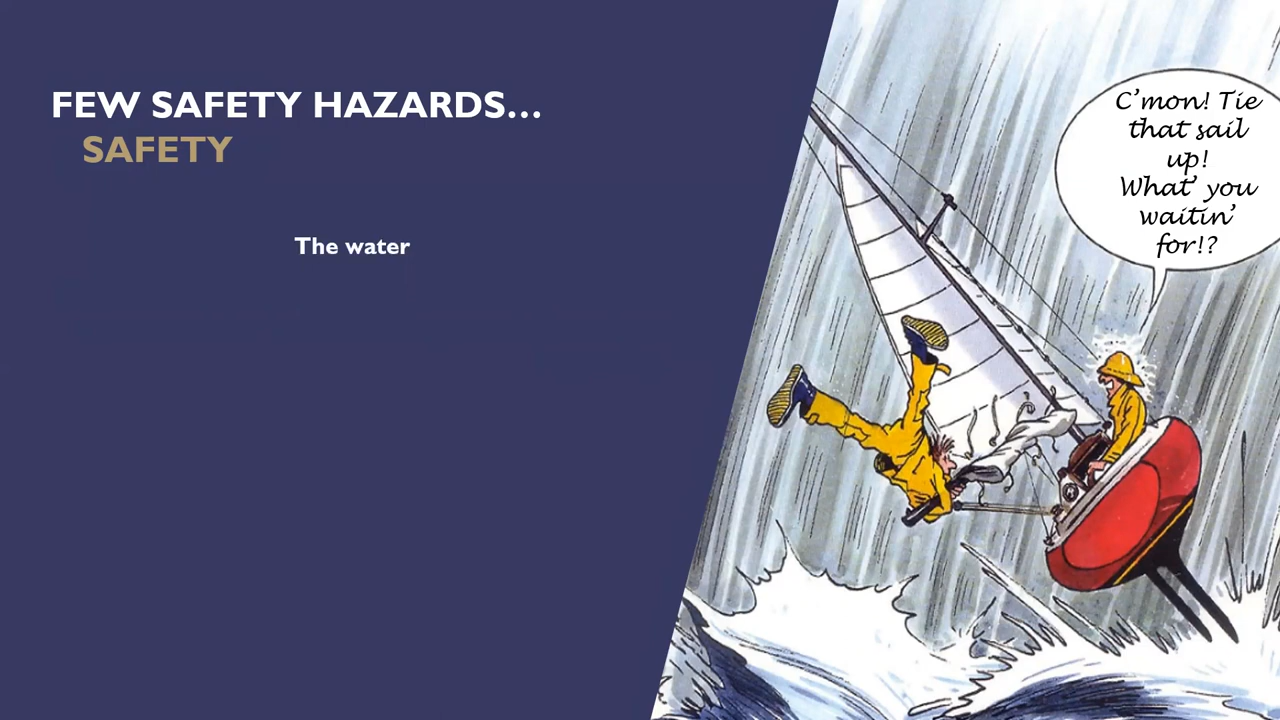 FEW SAFETY HAZARDS...
SAFETY
The water
C'mon! Tie
that sail
up!
What' you
waitin'
for!?